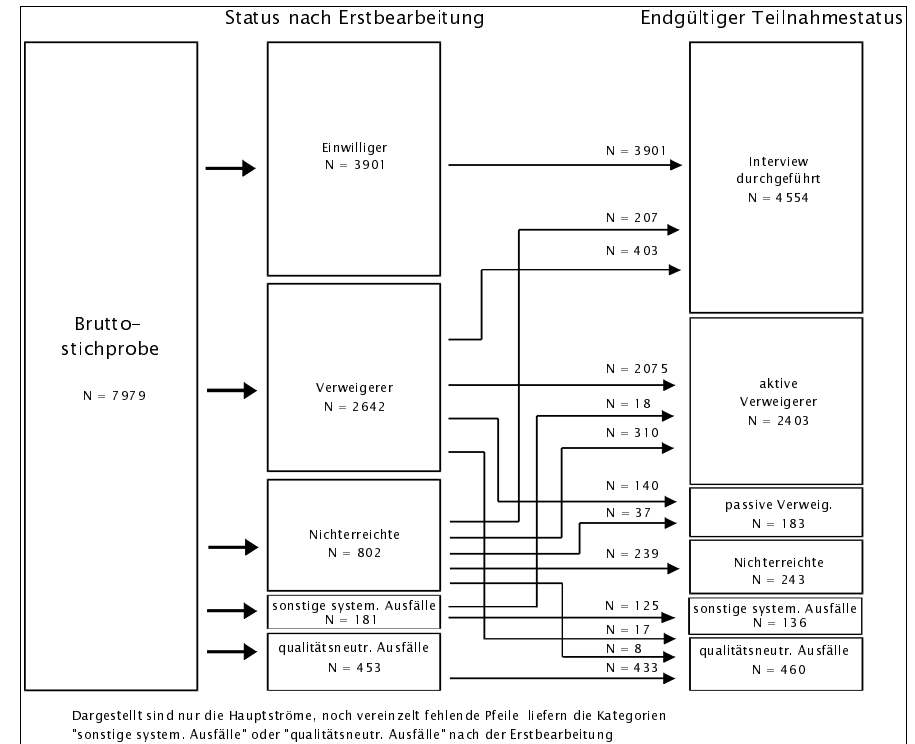 Status nach Erstbearbeitung
Endgültiger Teilnahmestatus
Brutto-
stichprobe
N = 7979
Einwilliger
N = 3901
Verweigerer
N = 2642
Nichterreichte
N = 802
sonstige system. Ausfälle
N = 181
qualitätsneutr. Ausfälle
N = 453
N = 3901
N = 207
N = 403
N = 2075
N = 18
N = 310
N = 140
N = 37
N = 239
N = 125
N = 17
N = 8
N = 433
Interview
durchgeführt
N = 4554
aktive
Verweigerer
N = 2403
passive Verweig.
N = 183
Nichterreichte
N = 243
sonstige system. Ausfälle
N = 136
qualitätsneutr. Ausfälle
N = 460
Dargestellt sind nur die Hauptströme, noch vereinzelt fehlende Pfeile liefern die Kategorien
"sonstige system. Ausfälle" oder "qualitätsneutr. Ausfälle" nach der Erstbearbeitung